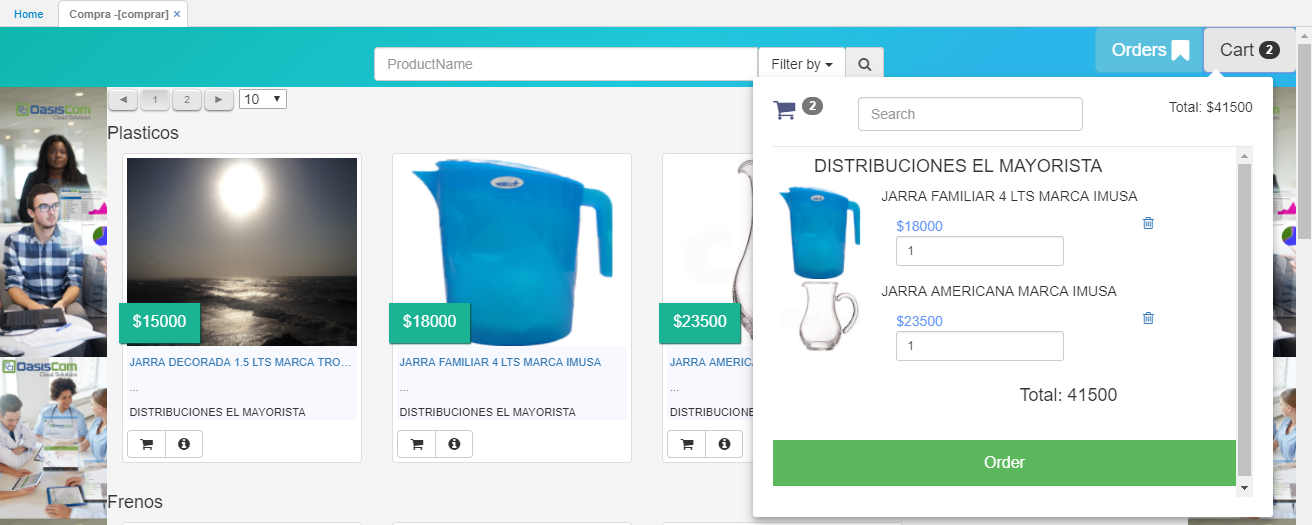 Home
Compra -[comprar] ×
ProductName
Filter by
Orders
Cart 2
OasisCom
Cloud Solutions
1
2
10
Plasticos
$15000
JARRA DECORADA 1.5 LTS MARCA TRO...
...
DISTRIBUCIONES EL MAYORISTA
$18000
JARRA FAMILIAR 4 LTS MARCA IMUSA
...
DISTRIBUCIONES EL MAYORISTA
$23500
JARRA AMERIC
...
DISTRIBUCIONE
Frenos
2
Search
Total: $41500
DISTRIBUCIONES EL MAYORISTA
JARRA FAMILIAR 4 LTS MARCA IMUSA
$18000
1
JARRA AMERICANA MARCA IMUSA
$23500
1
Total: 41500
Order
OasisCom
Cloud Solutions